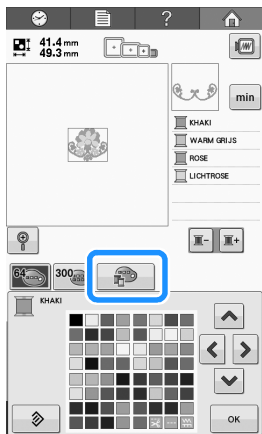 ?
41.4 mm
49.3 mm
min
KHAKI
WARM GRIJS
ROSE
LICHTROSE
64
300
KHAKI
OK